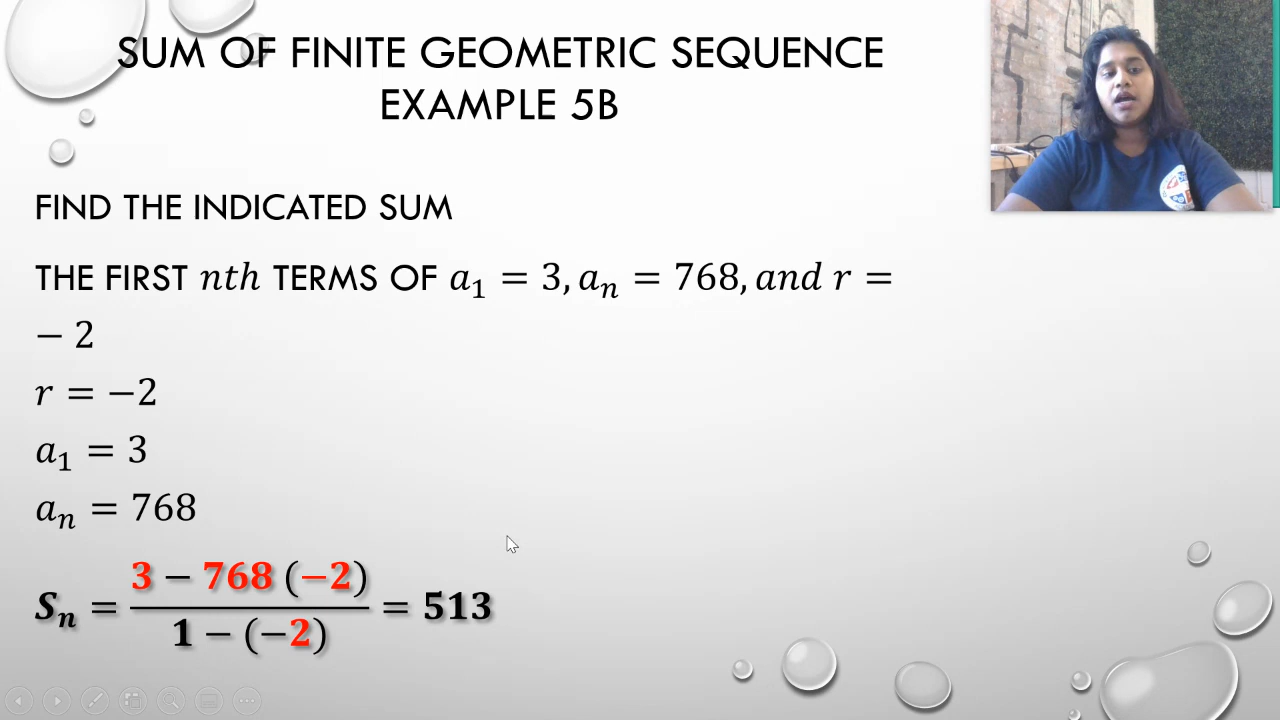 SUM OF FINITE GEOMETRIC SEQUENCE
EXAMPLE 5B
FIND THE INDICATED SUM
THE FIRST nth TERMS OF a₁ = 3, aₙ = 768, and r =
− 2
r = −2
a₁ = 3
aₙ = 768
Sₙ = (3 − 768 (−2)) / (1 − (−2)) = 513